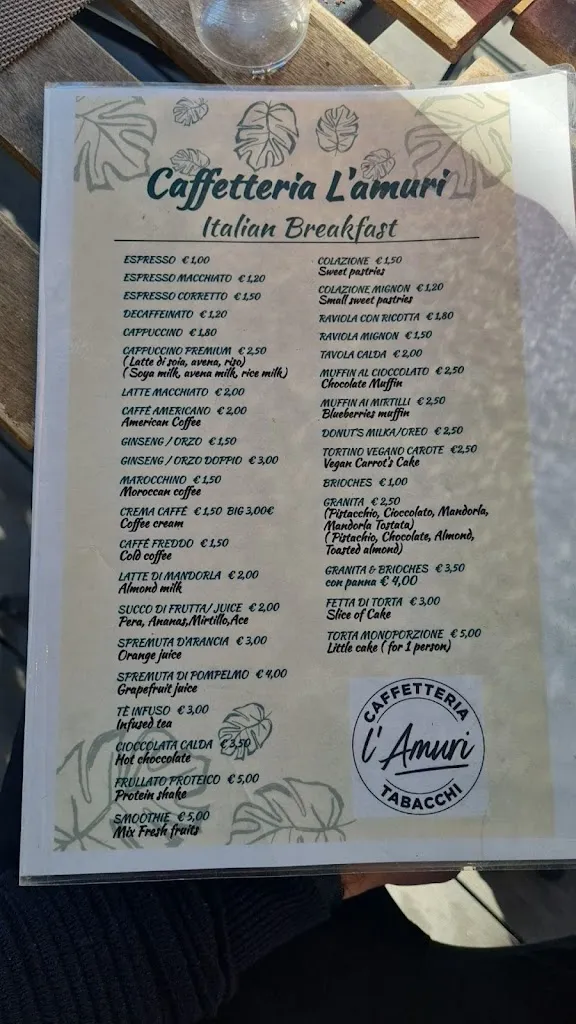 Caffetteria L'amuri
Italian Breakfast
ESPRESSO € 1,00
ESPRESSO MACCHIATO € 1,20
ESPRESSO CORRETTO € 1,50
DECAFFEINATO € 1,20
CAPPUCCINO € 1,80
CAPPUCCINO PREMIUM € 2,50
( Latte di soia, avena, riso)
( Soya milk, avena milk, rice milk)
LATTE MACCHIATO € 2,00
CAFFÉ AMERICANO € 2,00
American Coffee
GINSENG / ORZO € 1,50
GINSENG / ORZO DOPPIO € 3,00
MAROCCHINO € 1,50
Moroccan coffee
CREMA CAFFÉ € 1,50 BIG 3,00€
Coffee cream
CAFFÉ FREDDO € 1,50
Cold coffee
LATTE DI MANDORLA € 2,00
Almond milk
SUCCO DI FRUTTA/ JUICE € 2,00
Pera, Ananas,Mirtillo,Ace
SPREMUTA D'ARANCIA € 3,00
Orange juice
SPREMUTA DI POMPELMO € 4,00
Grapefruit juice
TÈ INFUSO € 3,00
Infused tea
CIOCCOLATA CALDA € 3,50
Hot choccolate
FRULLATO PROTEICO € 5,00
Protein shake
SMOOTHIE € 5,00
Mix Fresh fruits
COLAZIONE € 1,50
Sweet pastries
COLAZIONE MIGNON € 1,20
Small sweet pastries
RAVIOLA CON RICOTTA € 1,80
RAVIOLA MIGNON € 1,50
TAVOLA CALDA € 2,00
MUFFIN AL CIOCCOLATO € 2,50
Chocolate Muffin
MUFFIN AI MIRTILLI € 2,50
Blueberries muffin
DONUT'S MILKA/OREO € 2,50
TORTINO VEGANO CAROTE €2,50
Vegan Carrot's Cake
BRIOCHES € 1,00
GRANITA € 2,50
(Pistacchio, Cioccolato, Mandorla,
Mandorla Tostata)
( Pistachio, Chocolate, Almond,
Toasted almond)
GRANITA & BRIOCHES € 3,50
con panna € 4,00
FETTA DI TORTA € 3,00
Slice of Cake
TORTA MONOPORZIONE € 5,00
Little cake ( for 1 person)
CAFFETTERIA
l'Amuri
TABACCHI